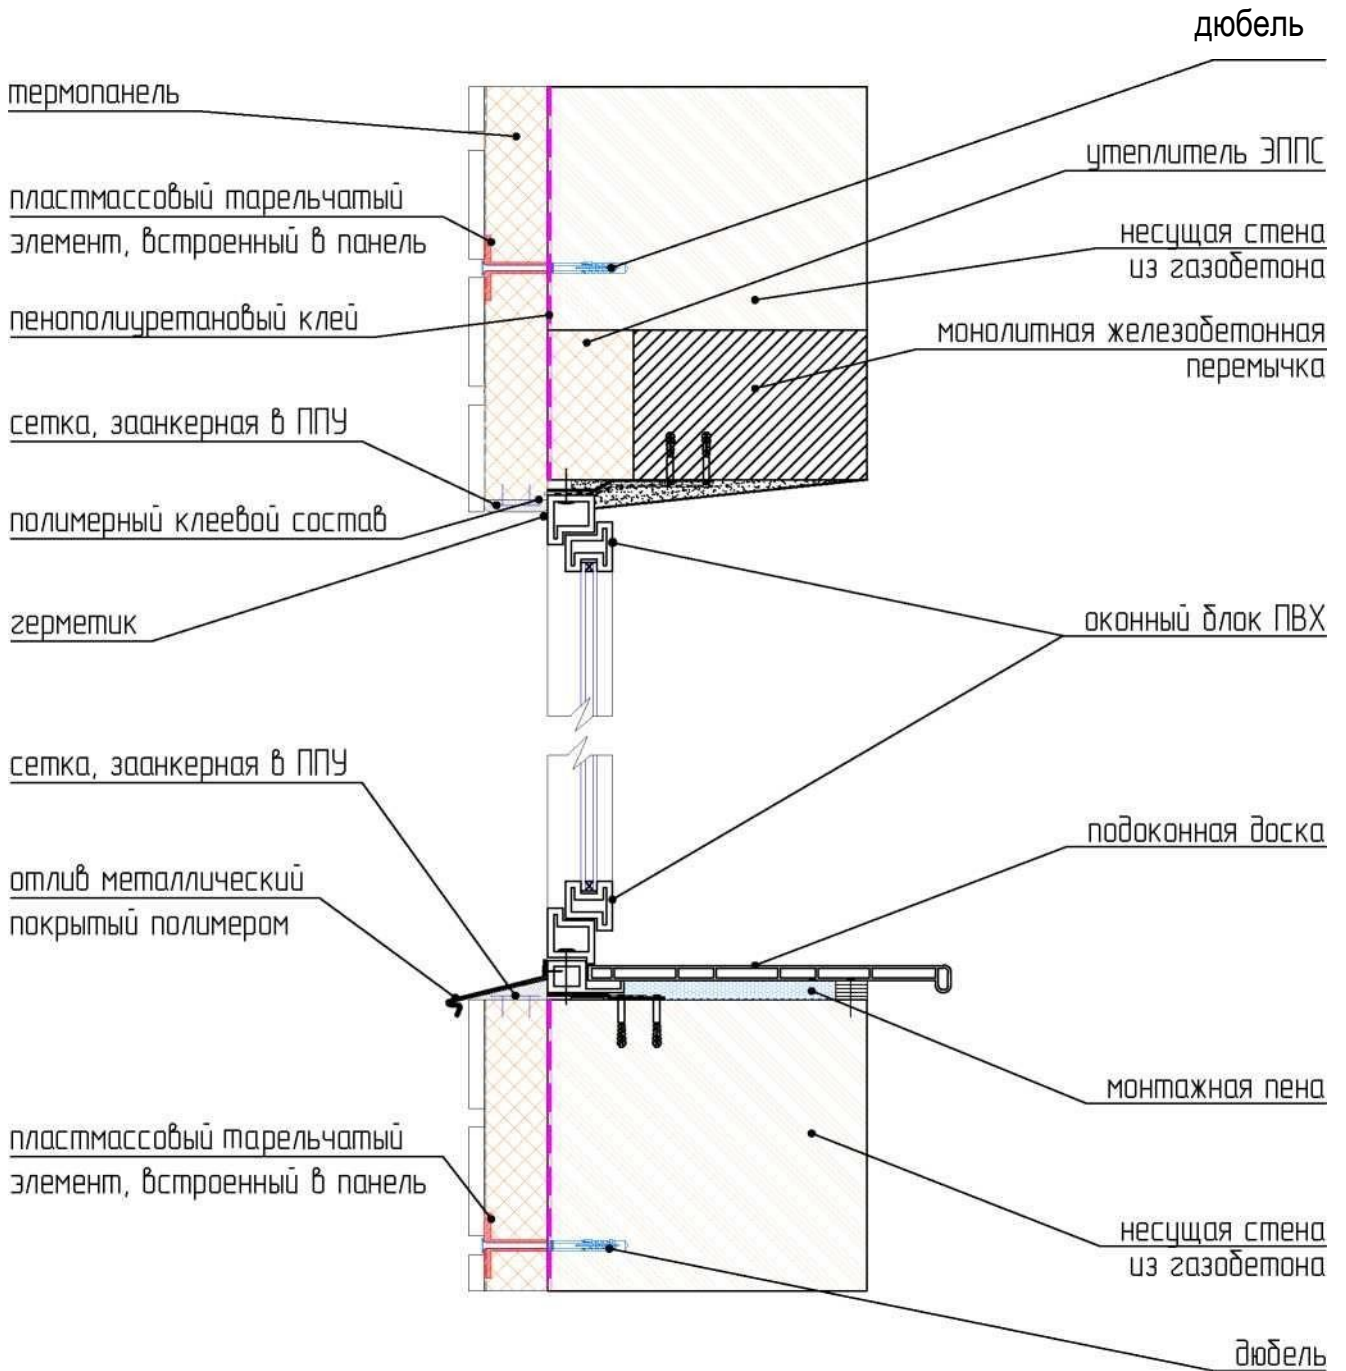 дюбель
термопанель
утеплитель ЭППС
пластмассовый тарельчатый
элемент, встроенный в панель
несущая стена
из газобетона
пенополиуретановый клей
монолитная железобетонная
перемычка
сетка, заанкерная в ППУ
полимерный клеевой состав
герметик
оконный блок ПВХ
сетка, заанкерная в ППУ
подоконная доска
отлив металлический
покрытый полимером
монтажная пена
пластмассовый тарельчатый
элемент, встроенный в панель
несущая стена
из газобетона
дюбель